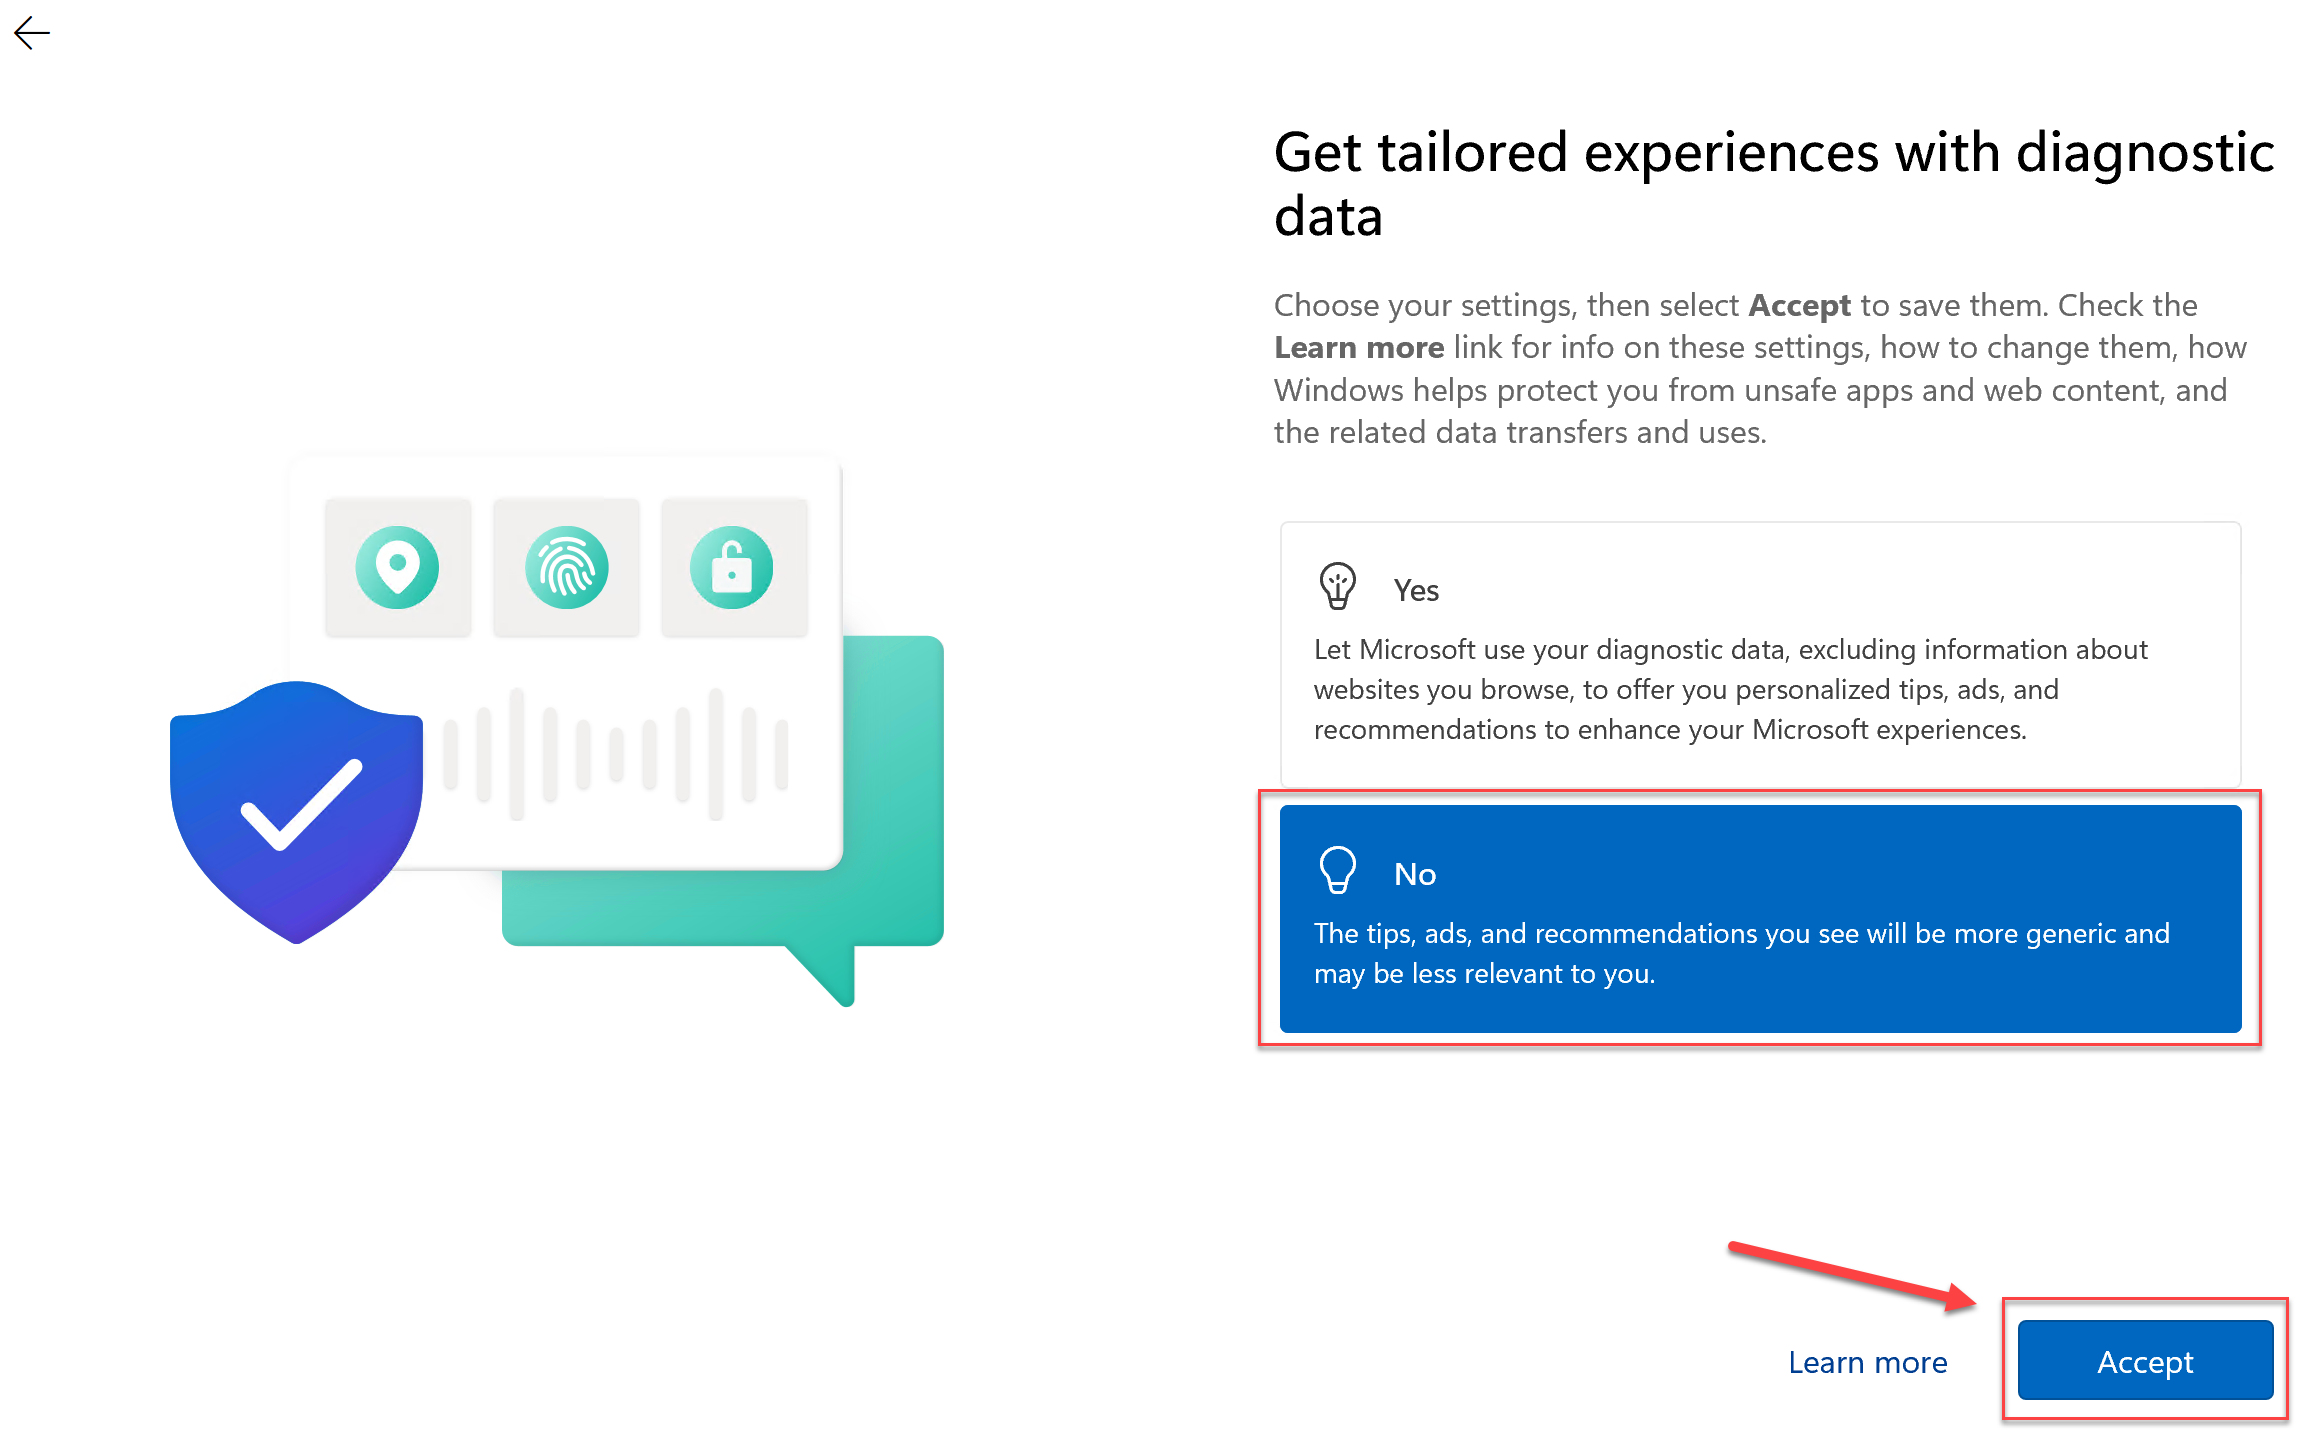 Get tailored experiences with diagnostic
data
Choose your settings, then select Accept to save them. Check the
Learn more link for info on these settings, how to change them, how
Windows helps protect you from unsafe apps and web content, and
the related data transfers and uses.
Yes
Let Microsoft use your diagnostic data, excluding information about
websites you browse, to offer you personalized tips, ads, and
recommendations to enhance your Microsoft experiences.
No
The tips, ads, and recommendations you see will be more generic and
may be less relevant to you.
Learn more
Accept